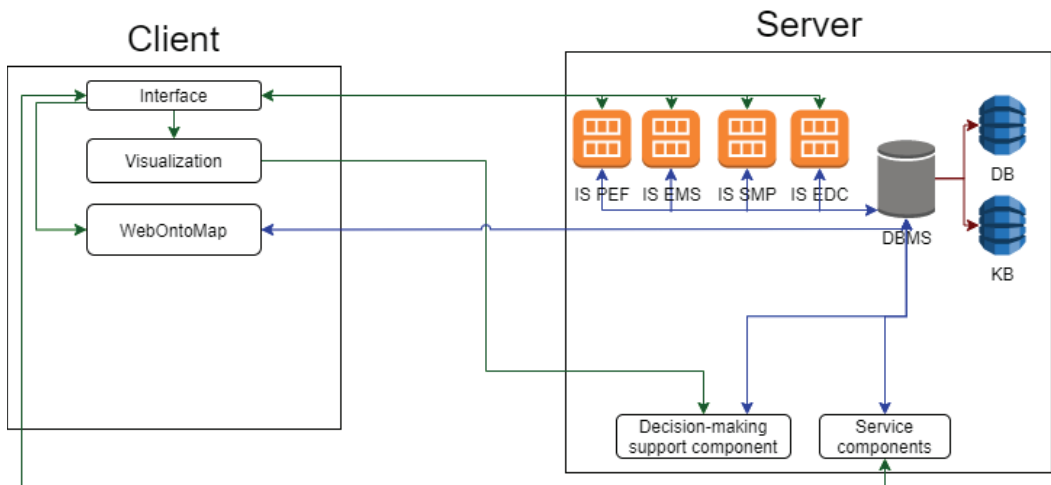 Client
Server
Interface
Visualization
WebOntoMap
IS PEF
IS EMS
IS SMP
IS EDC
DBMS
DB
KB
Decision-making
support component
Service
components